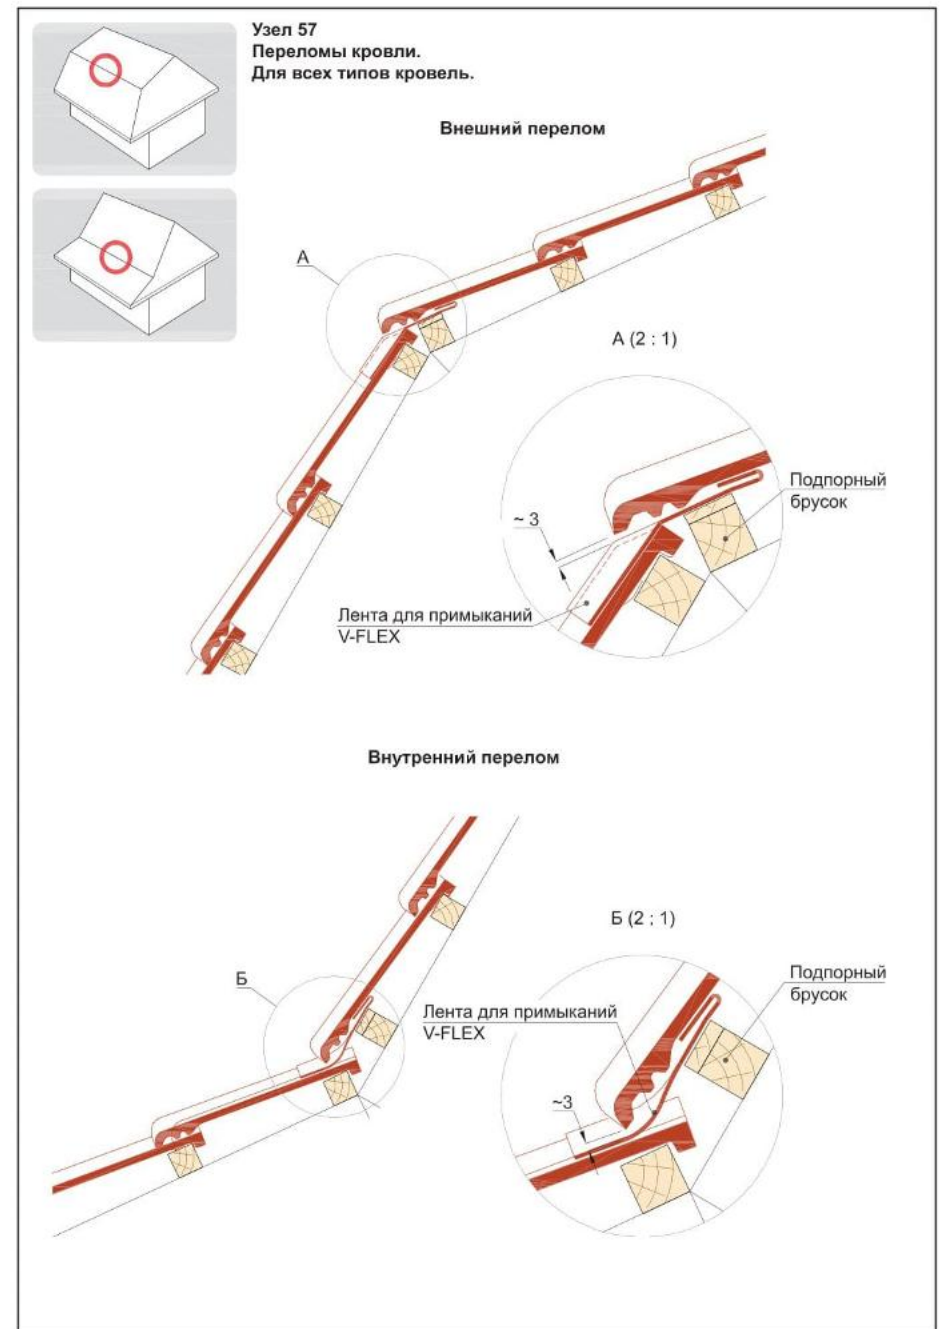 Узел 57
Переломы кровли.
Для всех типов кровель.
Внешний перелом
А
А (2 : 1)
Подпорный
брусок
~ 3
Лента для примыканий
V-FLEX
Внутренний перелом
Б
Б (2 : 1)
Подпорный
брусок
Лента для примыканий
V-FLEX
~3